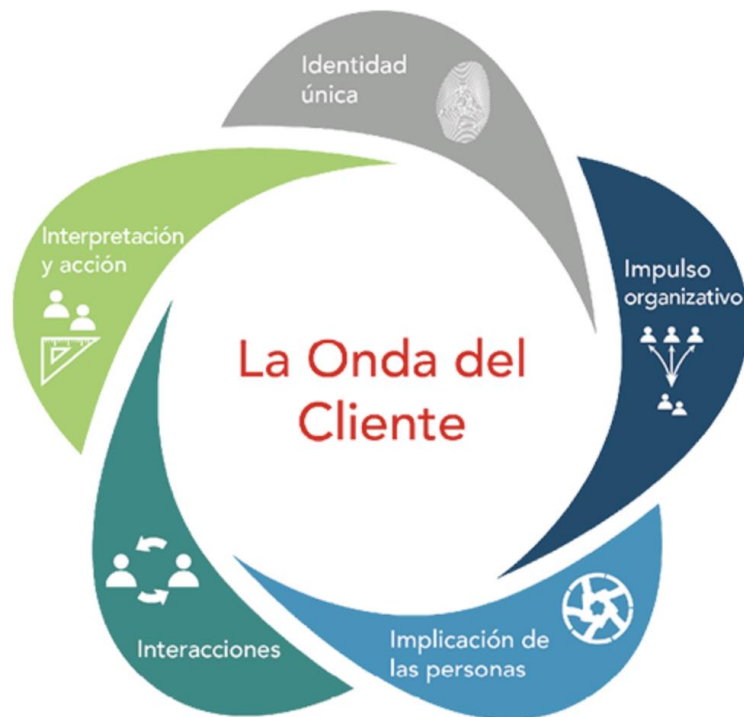 Identidad
única
Impulso
organizativo
Implicación de
las personas
Interacciones
Interpretación
y acción
La Onda del
Cliente